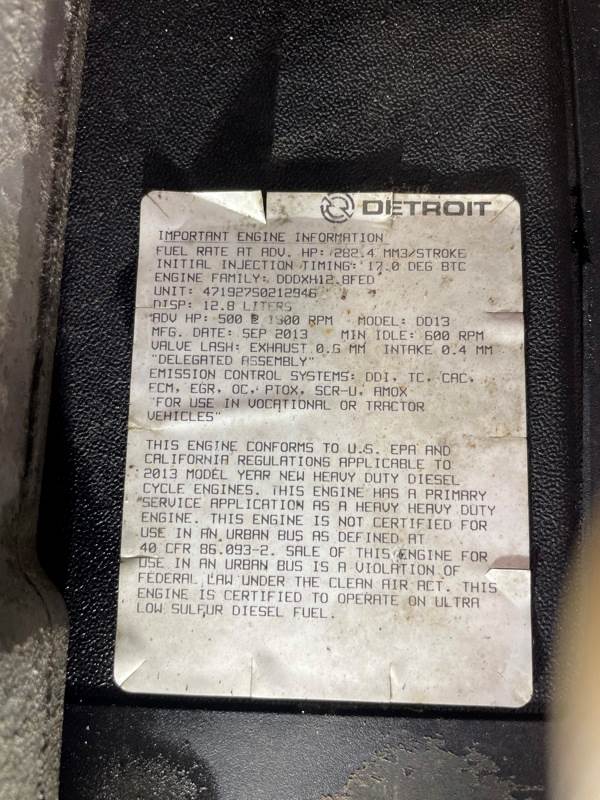 DETROIT
IMPORTANT ENGINE INFORMATION
FUEL RATE AT ADV. HP: 282.4 MM3/STROKE
INITIAL INJECTION TIMING: 17.0 DEG BTC
ENGINE FAMILY: DDDXH12.8FED
UNIT: 471927S0212946
DISP: 12.8 LITERS
ADV HP: 500 @ 1800 RPM MODEL: DD13
MFG. DATE: SEP 2013 MIN IDLE: 600 RPM
VALVE LASH: EXHAUST 0.6 MM INTAKE 0.4 MM
"DELEGATED ASSEMBLY"
EMISSION CONTROL SYSTEMS: DDI, TC, CAC,
ECM, EGR, OC, PTOX, SCR-U, AMOX
"FOR USE IN VOCATIONAL OR TRACTOR
VEHICLES"
THIS ENGINE CONFORMS TO U.S. EPA AND
CALIFORNIA REGULATIONS APPLICABLE TO
2013 MODEL YEAR NEW HEAVY DUTY DIESEL
CYCLE ENGINES. THIS ENGINE HAS A PRIMARY
SERVICE APPLICATION AS A HEAVY HEAVY DUTY
ENGINE. THIS ENGINE IS NOT CERTIFIED FOR
USE IN AN URBAN BUS AS DEFINED AT
40 CFR 86.093-2. SALE OF THIS ENGINE FOR
USE IN AN URBAN BUS IS A VIOLATION OF
FEDERAL LAW UNDER THE CLEAN AIR ACT. THIS
ENGINE IS CERTIFIED TO OPERATE ON ULTRA
LOW SULFUR DIESEL FUEL.